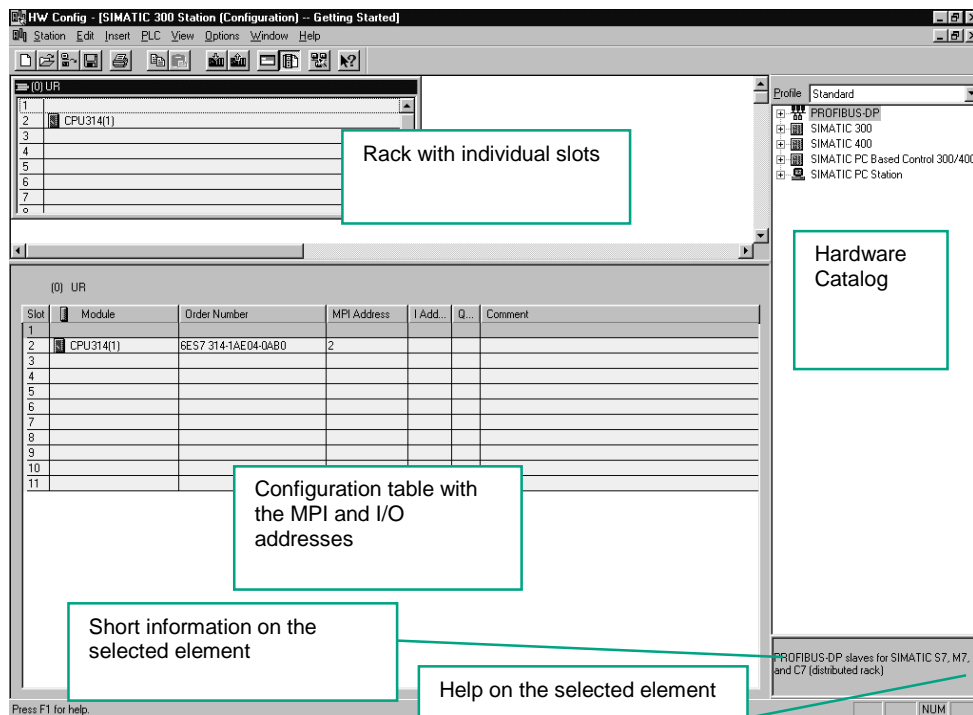 HW Config - [SIMATIC 300 Station (Configuration) -- Getting Started]
Station Edit Insert PLC View Options Window Help
(0) UR
1
2 CPU314(1)
3
4
5
6
7
Rack with individual slots
Profile Standard
PROFIBUS-DP
SIMATIC 300
SIMATIC 400
SIMATIC PC Based Control 300/400
SIMATIC PC Station
Hardware
Catalog
(0) UR
Slot Module Order Number MPI Address I Add... Q... Comment
1
2 CPU314(1) 6ES7 314-1AE04-0AB0 2
3
4
5
6
7
8
9
10
11
Configuration table with
the MPI and I/O
addresses
Short information on the
selected element
PROFIBUS-DP slaves for SIMATIC S7, M7,
and C7 (distributed rack)
Help on the selected element
Press F1 for help.
NUM